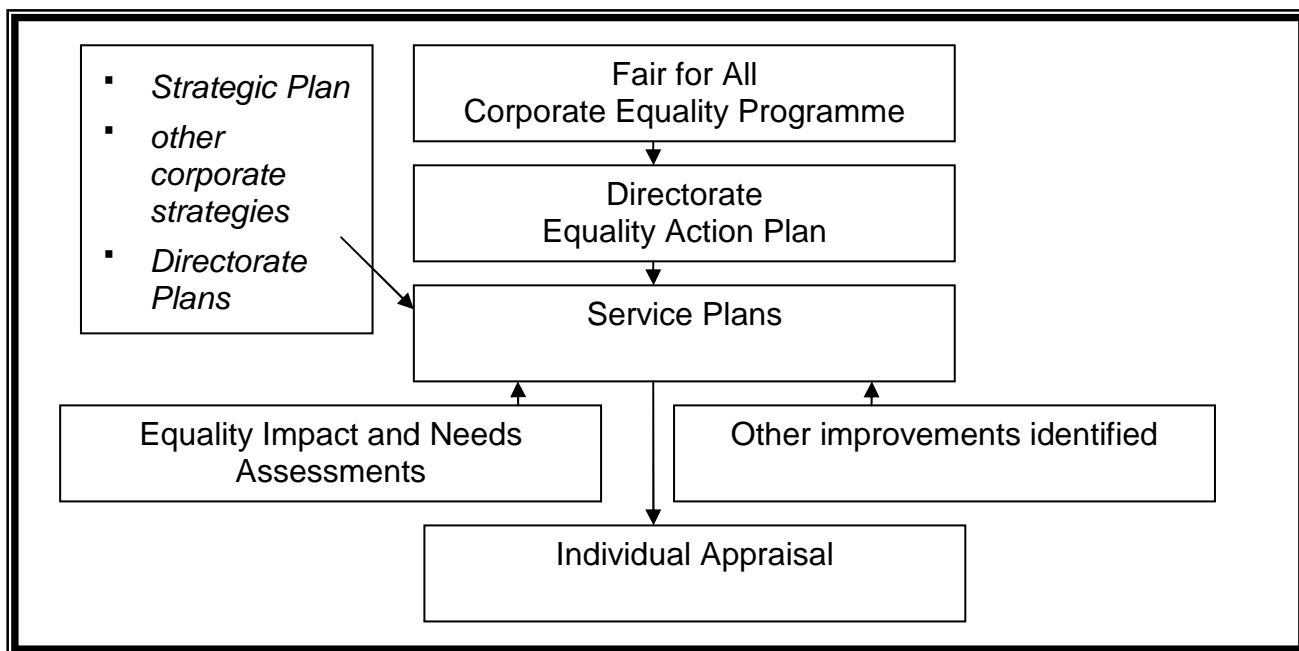 ▪ Strategic Plan
▪ other
corporate
strategies
▪ Directorate
Plans
Fair for All
Corporate Equality Programme
Directorate
Equality Action Plan
Service Plans
Equality Impact and Needs
Assessments
Other improvements identified
Individual Appraisal